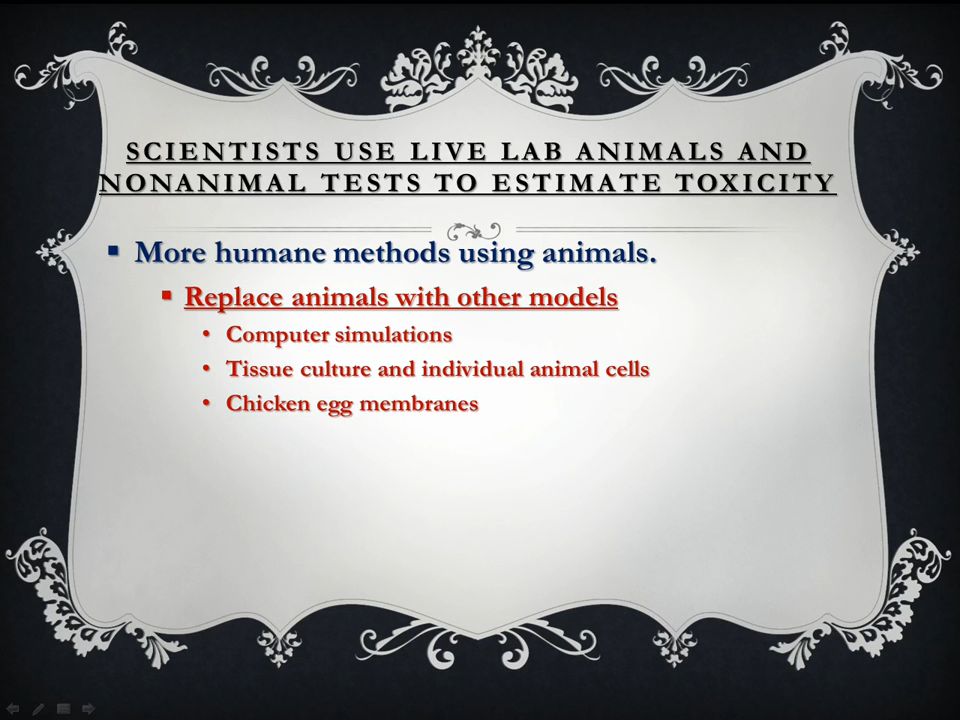 SCIENTISTS USE LIVE LAB ANIMALS AND
NONANIMAL TESTS TO ESTIMATE TOXICITY
▪ More humane methods using animals.
▪ Replace animals with other models
• Computer simulations
• Tissue culture and individual animal cells
• Chicken egg membranes